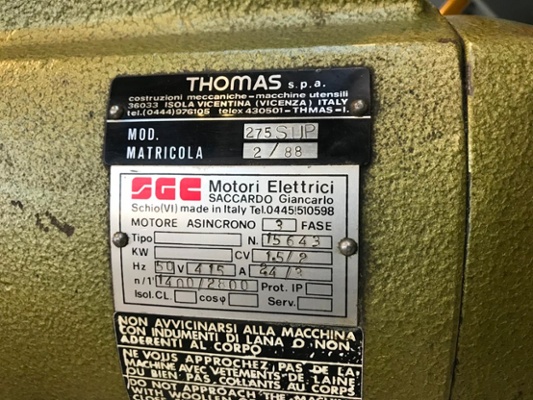 THOMAS s.p.a.
costruzioni meccaniche - macchine utensili
36033 ISOLA VICENTINA (VICENZA) ITALY
tel.(0444)976105 telex 430501-THMAS-I.
MOD. 275 SUP
MATRICOLA 2/88
SGC Motori Elettrici
SACCARDO Giancarlo
Schio(VI) made in Italy Tel.0445/510598
MOTORE ASINCRONO 3 FASE
Tipo N. 15643
KW CV 1.5/2
Hz 50 V 415 A
n/1' 1400/2800 Prot. IP
Isol.CL. cosφ Serv.
NON AVVICINARSI ALLA MACCHINA
CON INDUMENTI DI LANA O NON
ADERENTI AL CORPO
NE VOUS APPROCHEZ PAS DE LA
MACHINE AVEC VETEMENTS DE LAINE
OU BIEN PAS COLLANTS AU CORPS
DO NOT APPROACH THE MACHINE